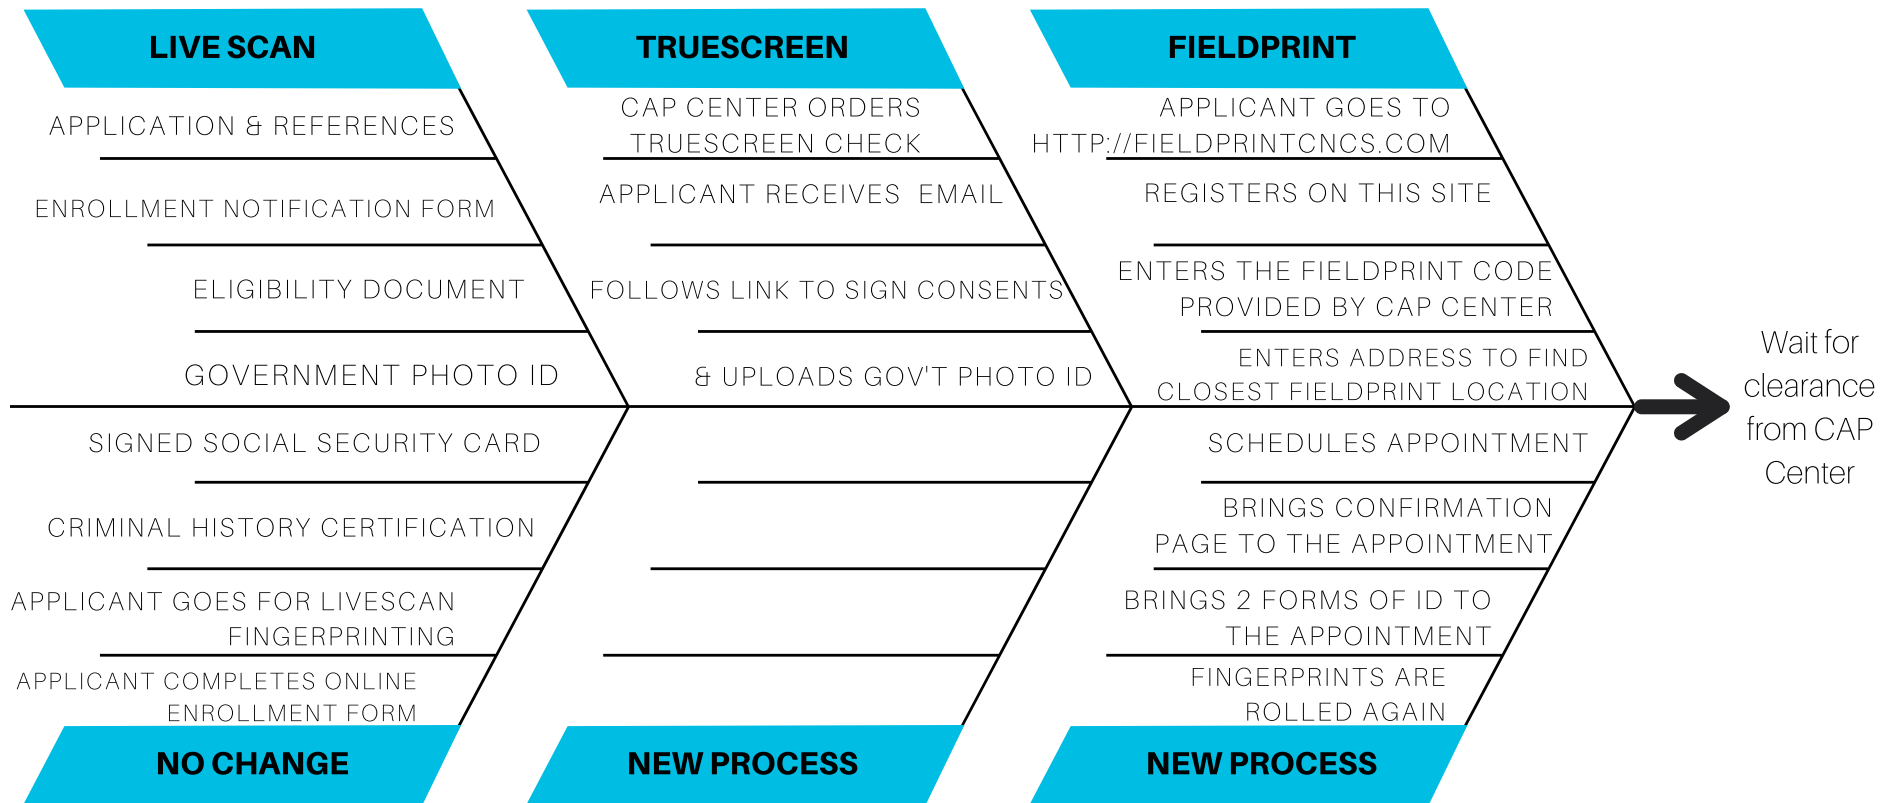 LIVE SCAN
APPLICATION & REFERENCES
ENROLLMENT NOTIFICATION FORM
ELIGIBILITY DOCUMENT
GOVERNMENT PHOTO ID
SIGNED SOCIAL SECURITY CARD
CRIMINAL HISTORY CERTIFICATION
APPLICANT GOES FOR LIVESCAN
FINGERPRINTING
APPLICANT COMPLETES ONLINE
ENROLLMENT FORM
NO CHANGE
TRUESCREEN
CAP CENTER ORDERS
TRUESCREEN CHECK
APPLICANT RECEIVES EMAIL
FOLLOWS LINK TO SIGN CONSENTS
& UPLOADS GOV'T PHOTO ID
NEW PROCESS
FIELDPRINT
APPLICANT GOES TO
HTTP://FIELDPRINTCNCS.COM
REGISTERS ON THIS SITE
ENTERS THE FIELDPRINT CODE
PROVIDED BY CAP CENTER
ENTERS ADDRESS TO FIND
CLOSEST FIELDPRINT LOCATION
SCHEDULES APPOINTMENT
BRINGS CONFIRMATION
PAGE TO THE APPOINTMENT
BRINGS 2 FORMS OF ID TO
THE APPOINTMENT
FINGERPRINTS ARE
ROLLED AGAIN
NEW PROCESS
Wait for
clearance
from CAP
Center